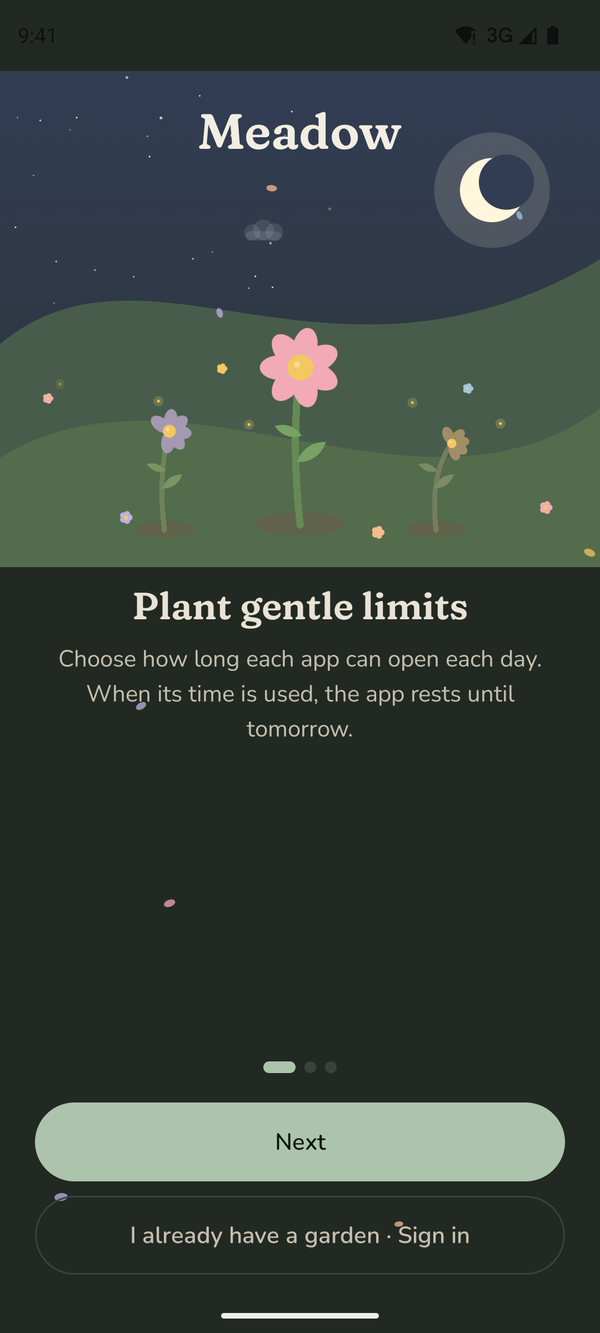 9:41
3G
Meadow
Plant gentle limits
Choose how long each app can open each day.
When its time is used, the app rests until
tomorrow.
Next
I already have a garden · Sign in